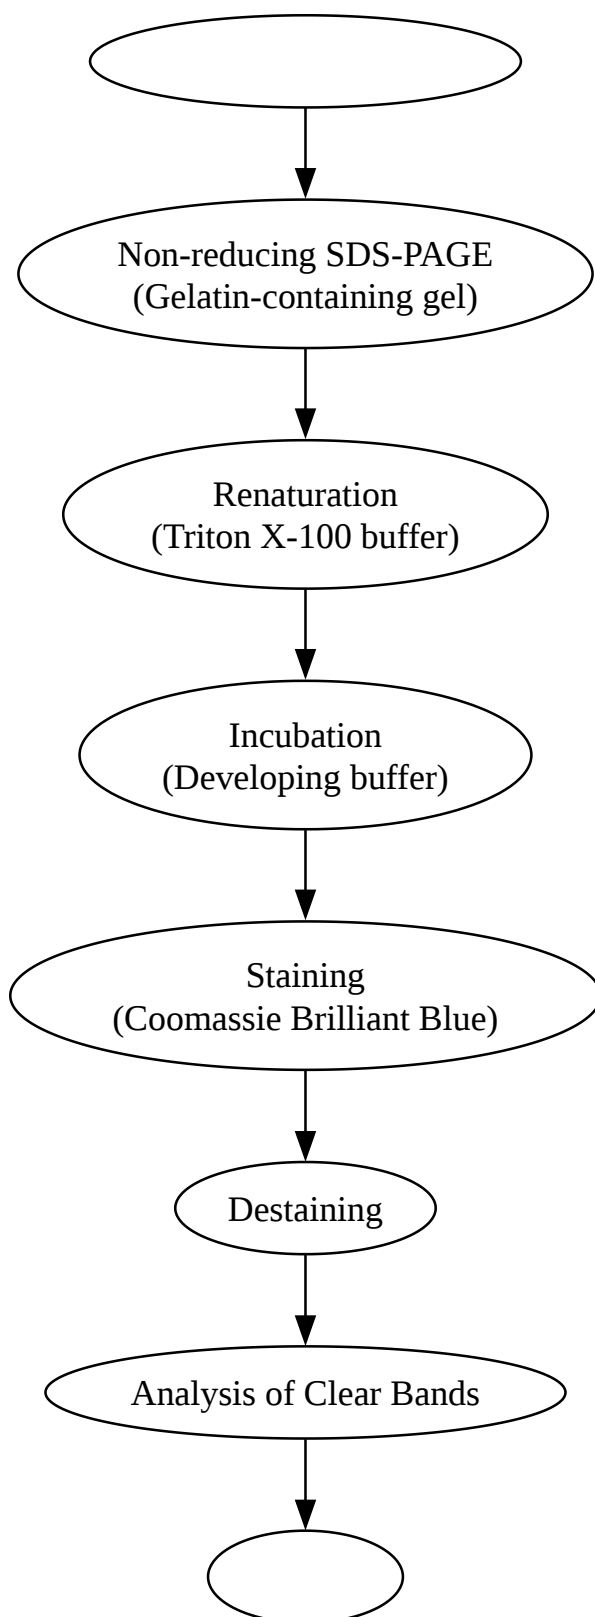 Non-reducing SDS-PAGE
(Gelatin-containing gel)
Renaturation
(Triton X-100 buffer)
Incubation
(Developing buffer)
Staining
(Coomassie Brilliant Blue)
Destaining
Analysis of Clear Bands